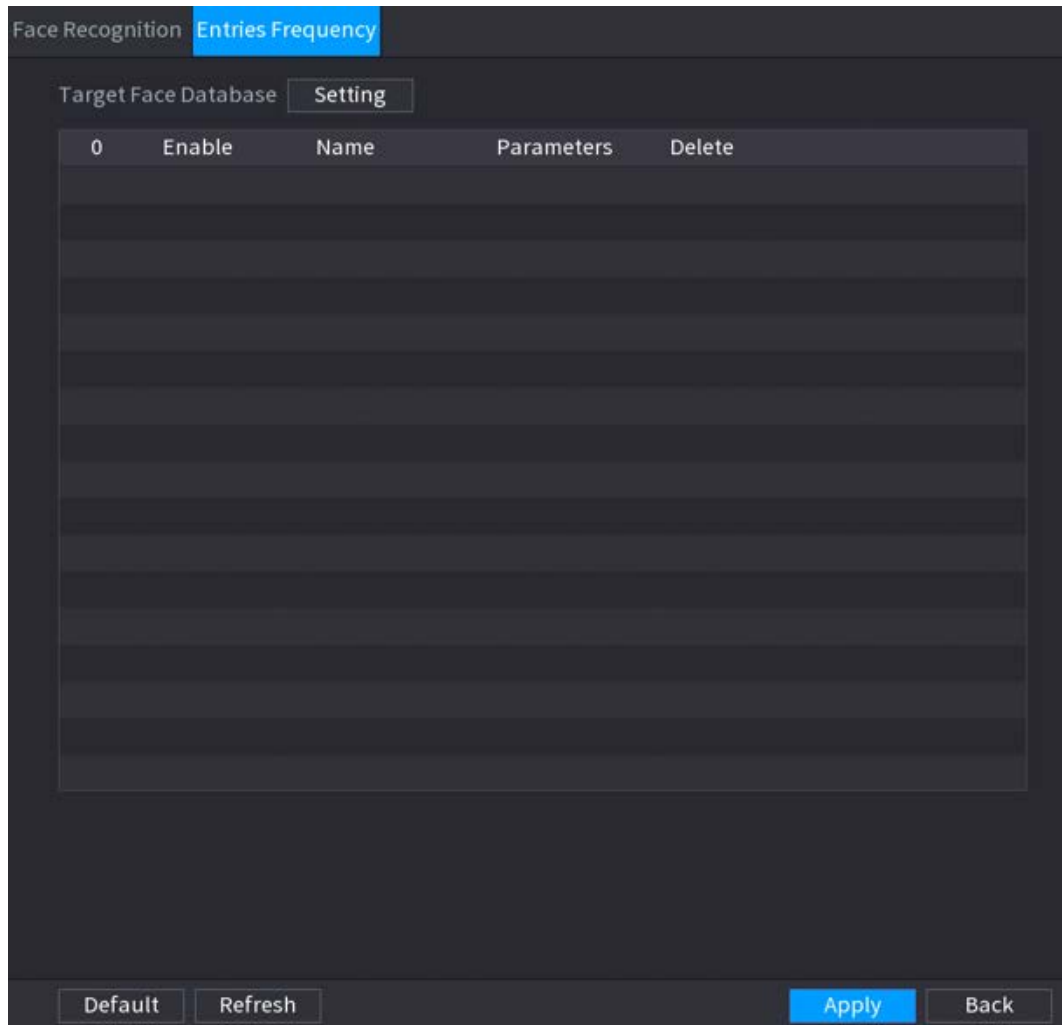 Face Recognition Entries Frequency
Target Face Database Setting
0 Enable Name Parameters Delete
Default Refresh Apply Back